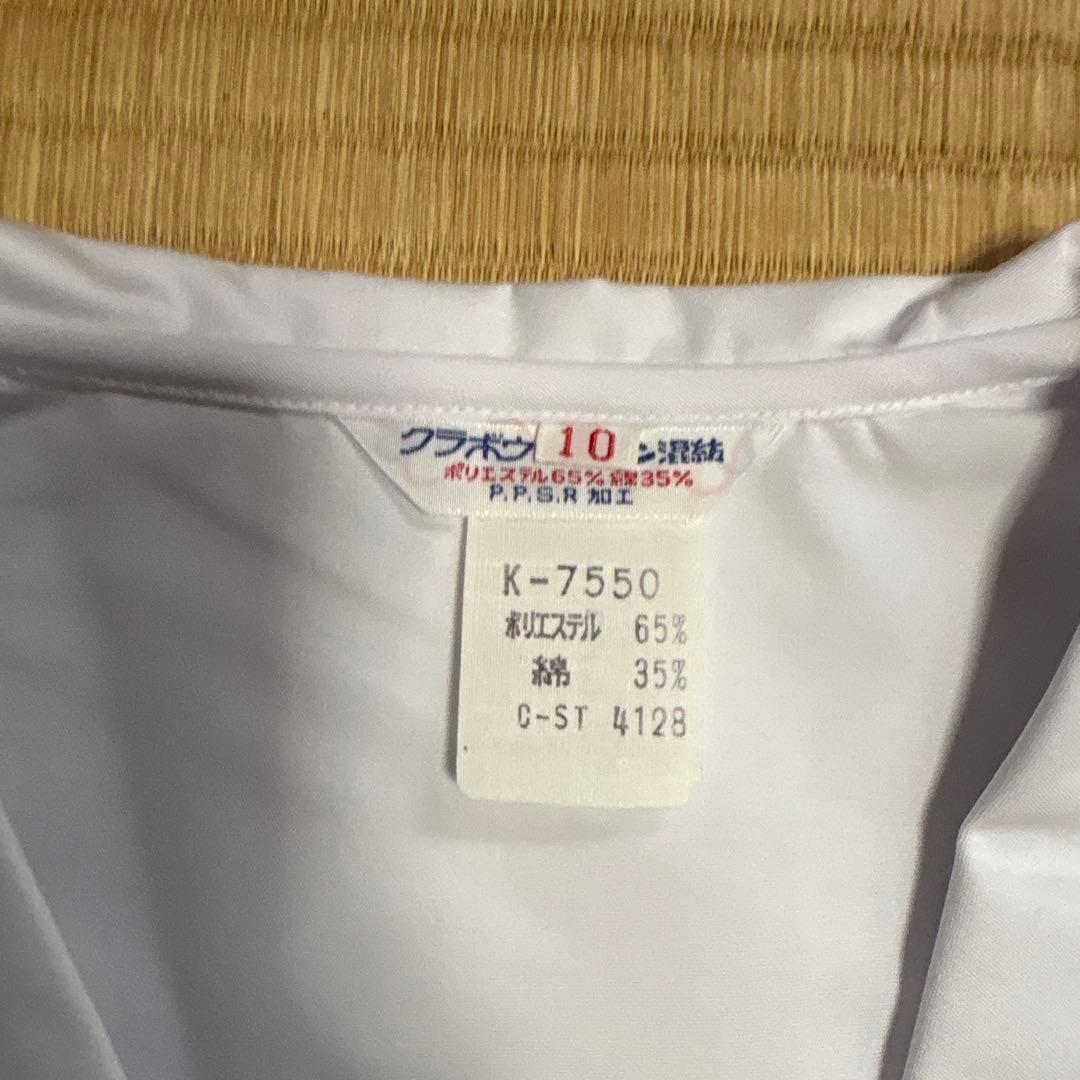 クラボウ 10 ン混紡
ポリエステル65% 綿35%
P.P.S.R 加工
K-7550
ポリエステル 65%
綿 35%
C-ST 4128